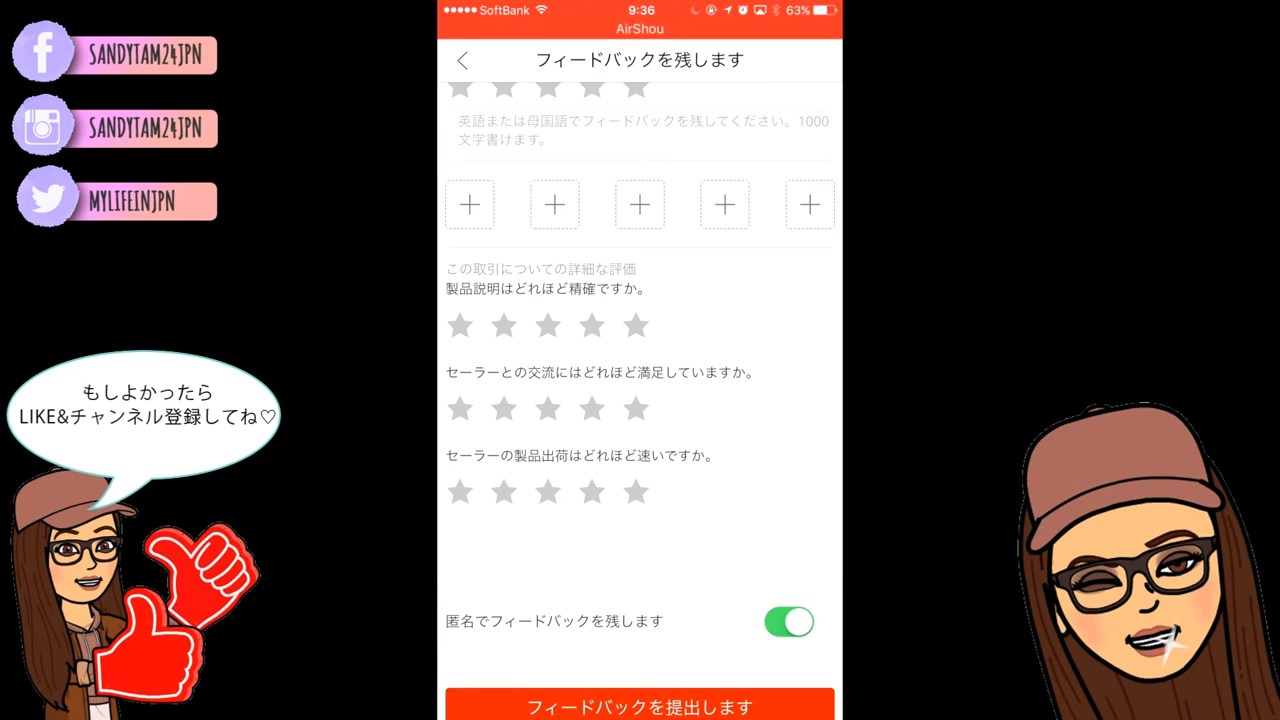 SANDYTAM24JPN
SANDYTAM24JPN
MYLIFEINJPN
もしよかったら
LIKE&チャンネル登録してね♡
SoftBank 9:36 63%
AirShou
フィードバックを残します
英語または母国語でフィードバックを残してください。1000
文字書けます。
この取引についての詳細な評価
製品説明はどれほど精確ですか。
セーラーとの交流にはどれほど満足していますか。
セーラーの製品出荷はどれほど速いですか。
匿名でフィードバックを残します
フィードバックを提出します